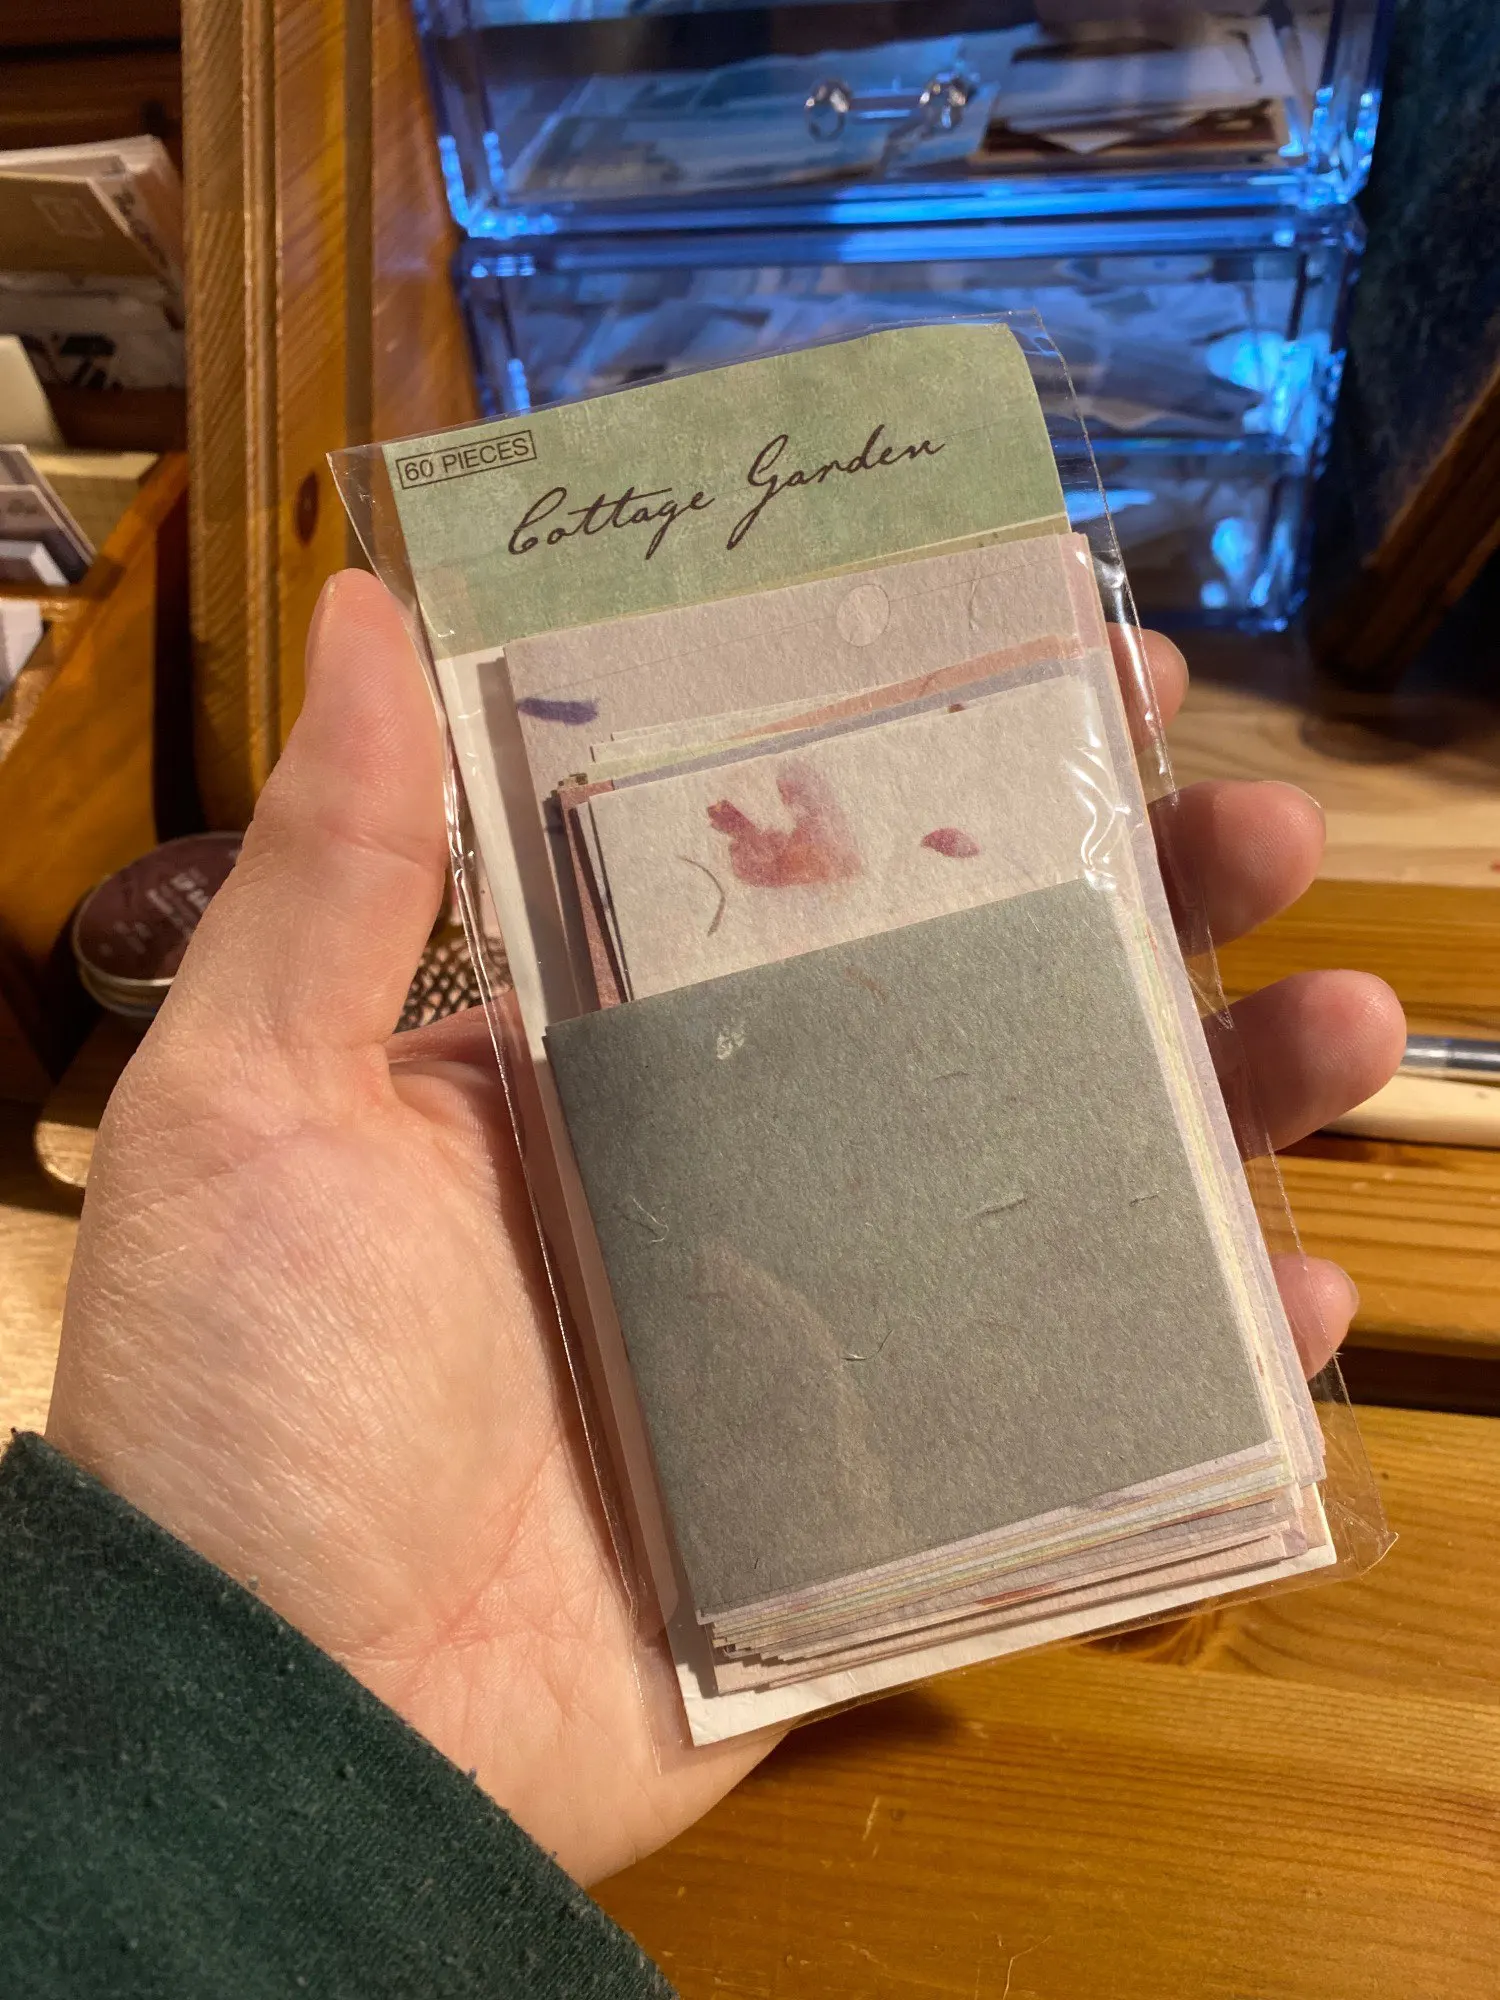 60 PIECES
Cottage Garden